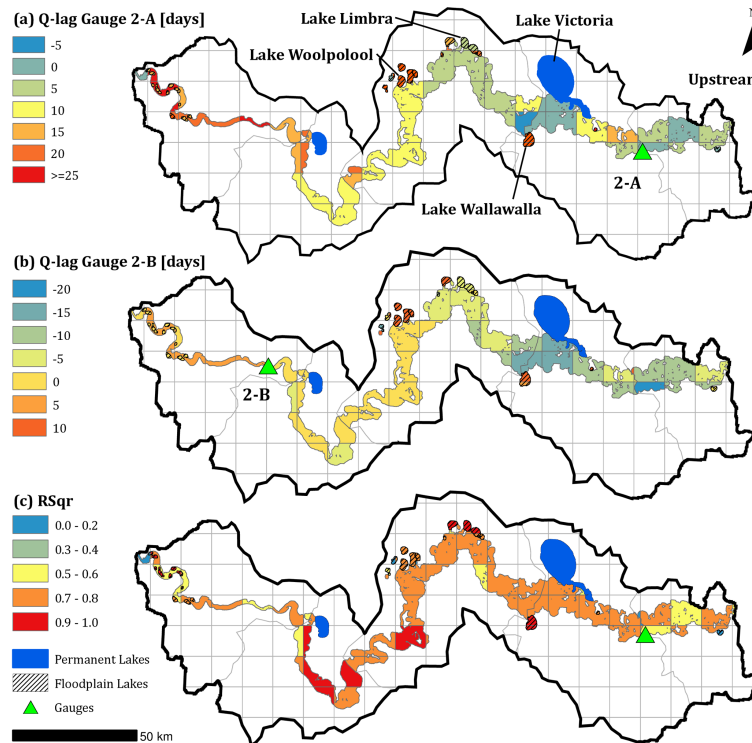 (a) Q-lag Gauge 2-A [days]
-5
0
5
10
15
20
>=25
Lake Limbra
Lake Victoria
Lake Woolpolool
N
Upstream
2-A
Lake Wallawalla
(b) Q-lag Gauge 2-B [days]
-20
-15
-10
-5
0
5
10
2-B
(c) RSqr
0.0 - 0.2
0.3 - 0.4
0.5 - 0.6
0.7 - 0.8
0.9 - 1.0
Permanent Lakes
Floodplain Lakes
Gauges
50 km